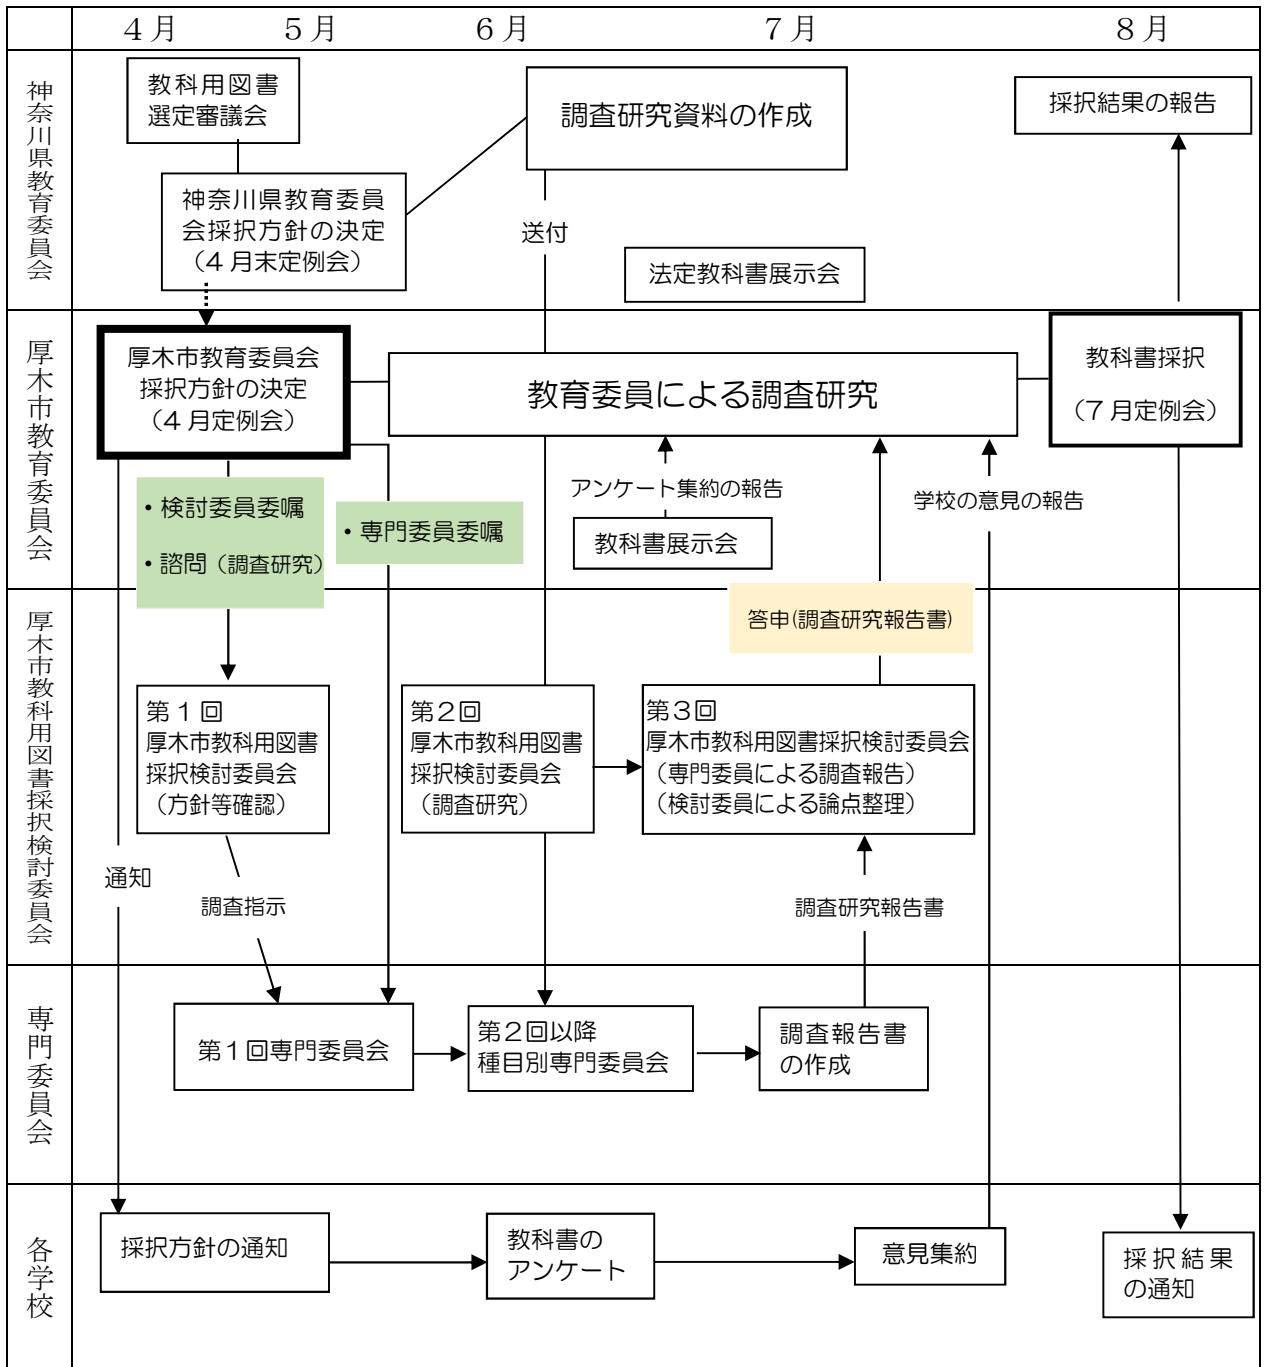 4月
5月
6月
7月
8月
神奈川県教育委員会
教科用図書
選定審議会
調査研究資料の作成
採択結果の報告
神奈川県教育委員
会採択方針の決定
(4月末定例会)
送付
法定教科書展示会
厚木市教育委員会
厚木市教育委員会
採択方針の決定
(4月定例会)
教育委員による調査研究
教科書採択
(7月定例会)
・検討委員委嘱
・諮問(調査研究)
・専門委員委嘱
アンケート集約の報告
教科書展示会
学校の意見の報告
厚木市教科用図書採択検討委員会
答申(調査研究報告書)
第1回
厚木市教科用図書
採択検討委員会
(方針等確認)
第2回
厚木市教科用図書
採択検討委員会
(調査研究)
第3回
厚木市教科用図書採択検討委員会
(専門委員による調査報告)
(検討委員による論点整理)
通知
調査指示
調査研究報告書
専門委員会
第1回専門委員会
第2回以降
種目別専門委員会
調査報告書
の作成
各学校
採択方針の通知
教科書の
アンケート
意見集約
採択結果
の通知